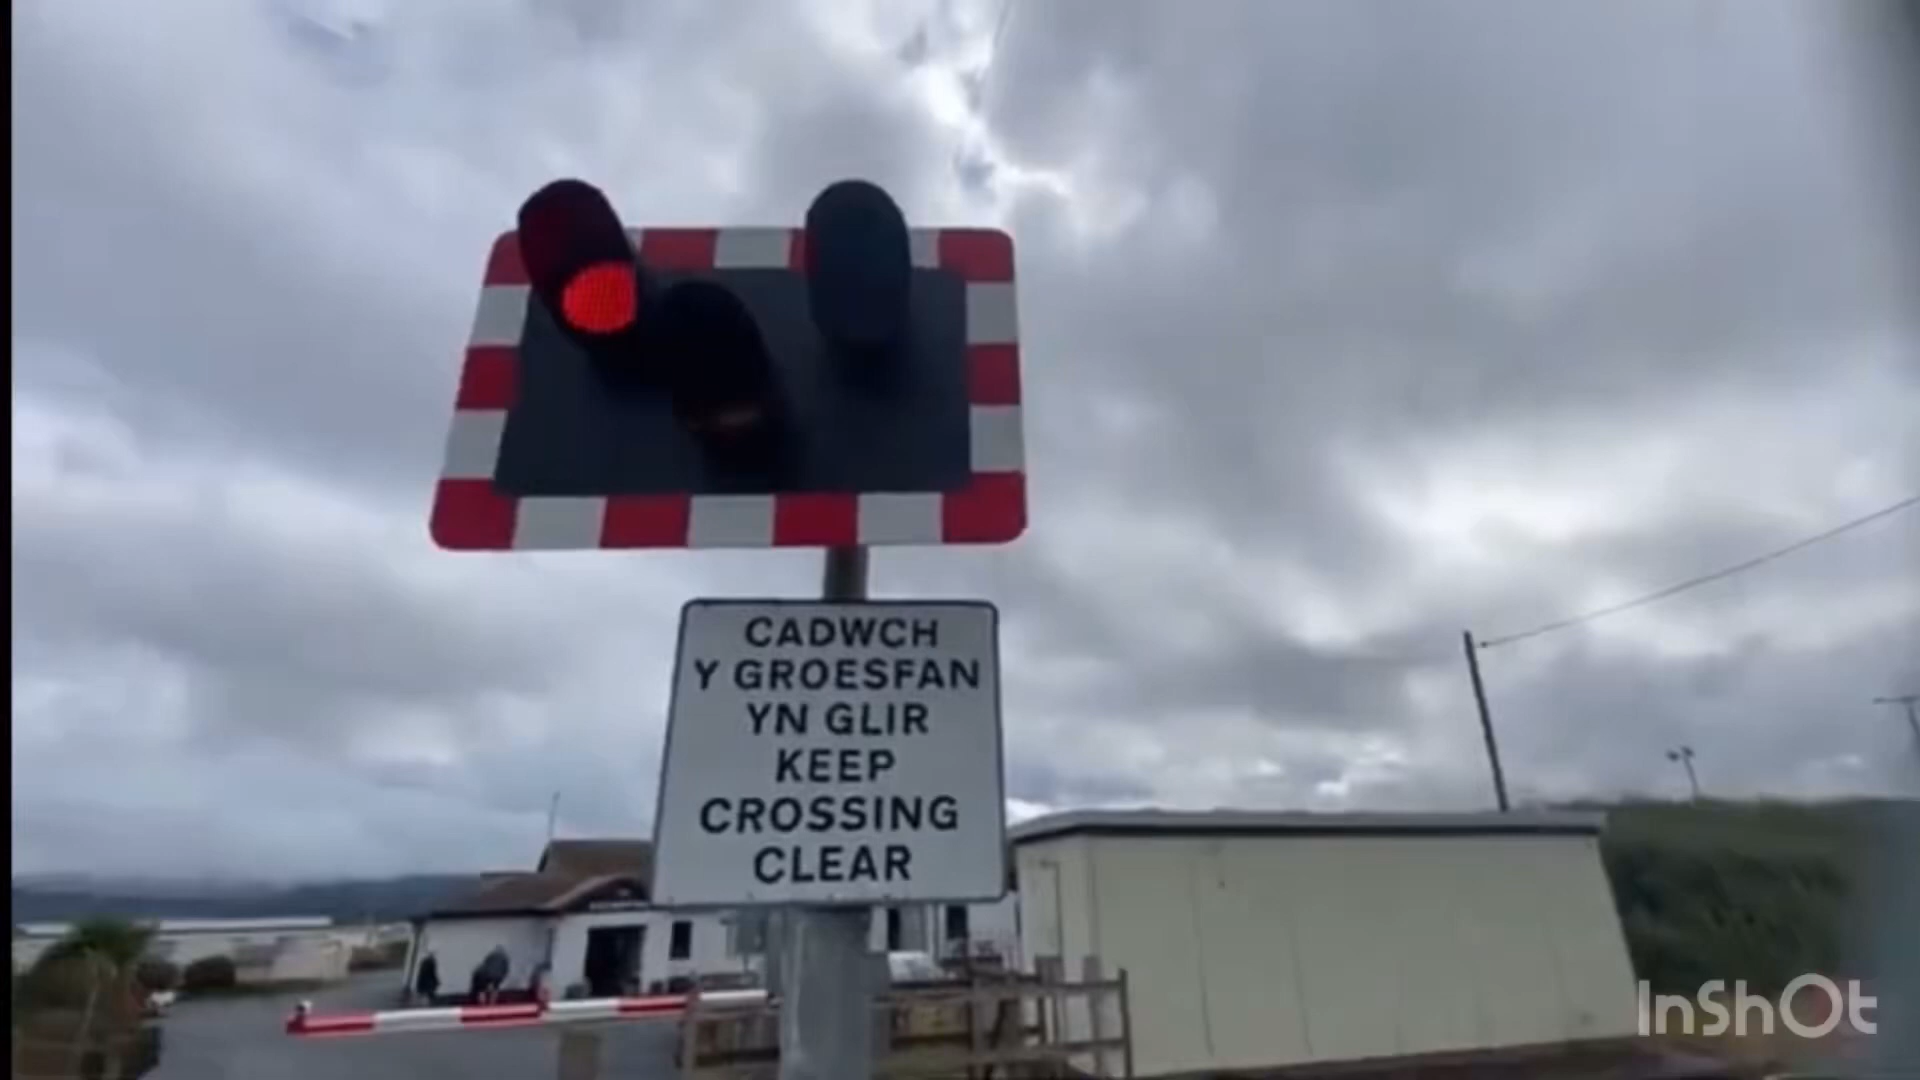 CADWCH
Y GROESFAN
YN GLIR
KEEP
CROSSING
CLEAR
InShOt